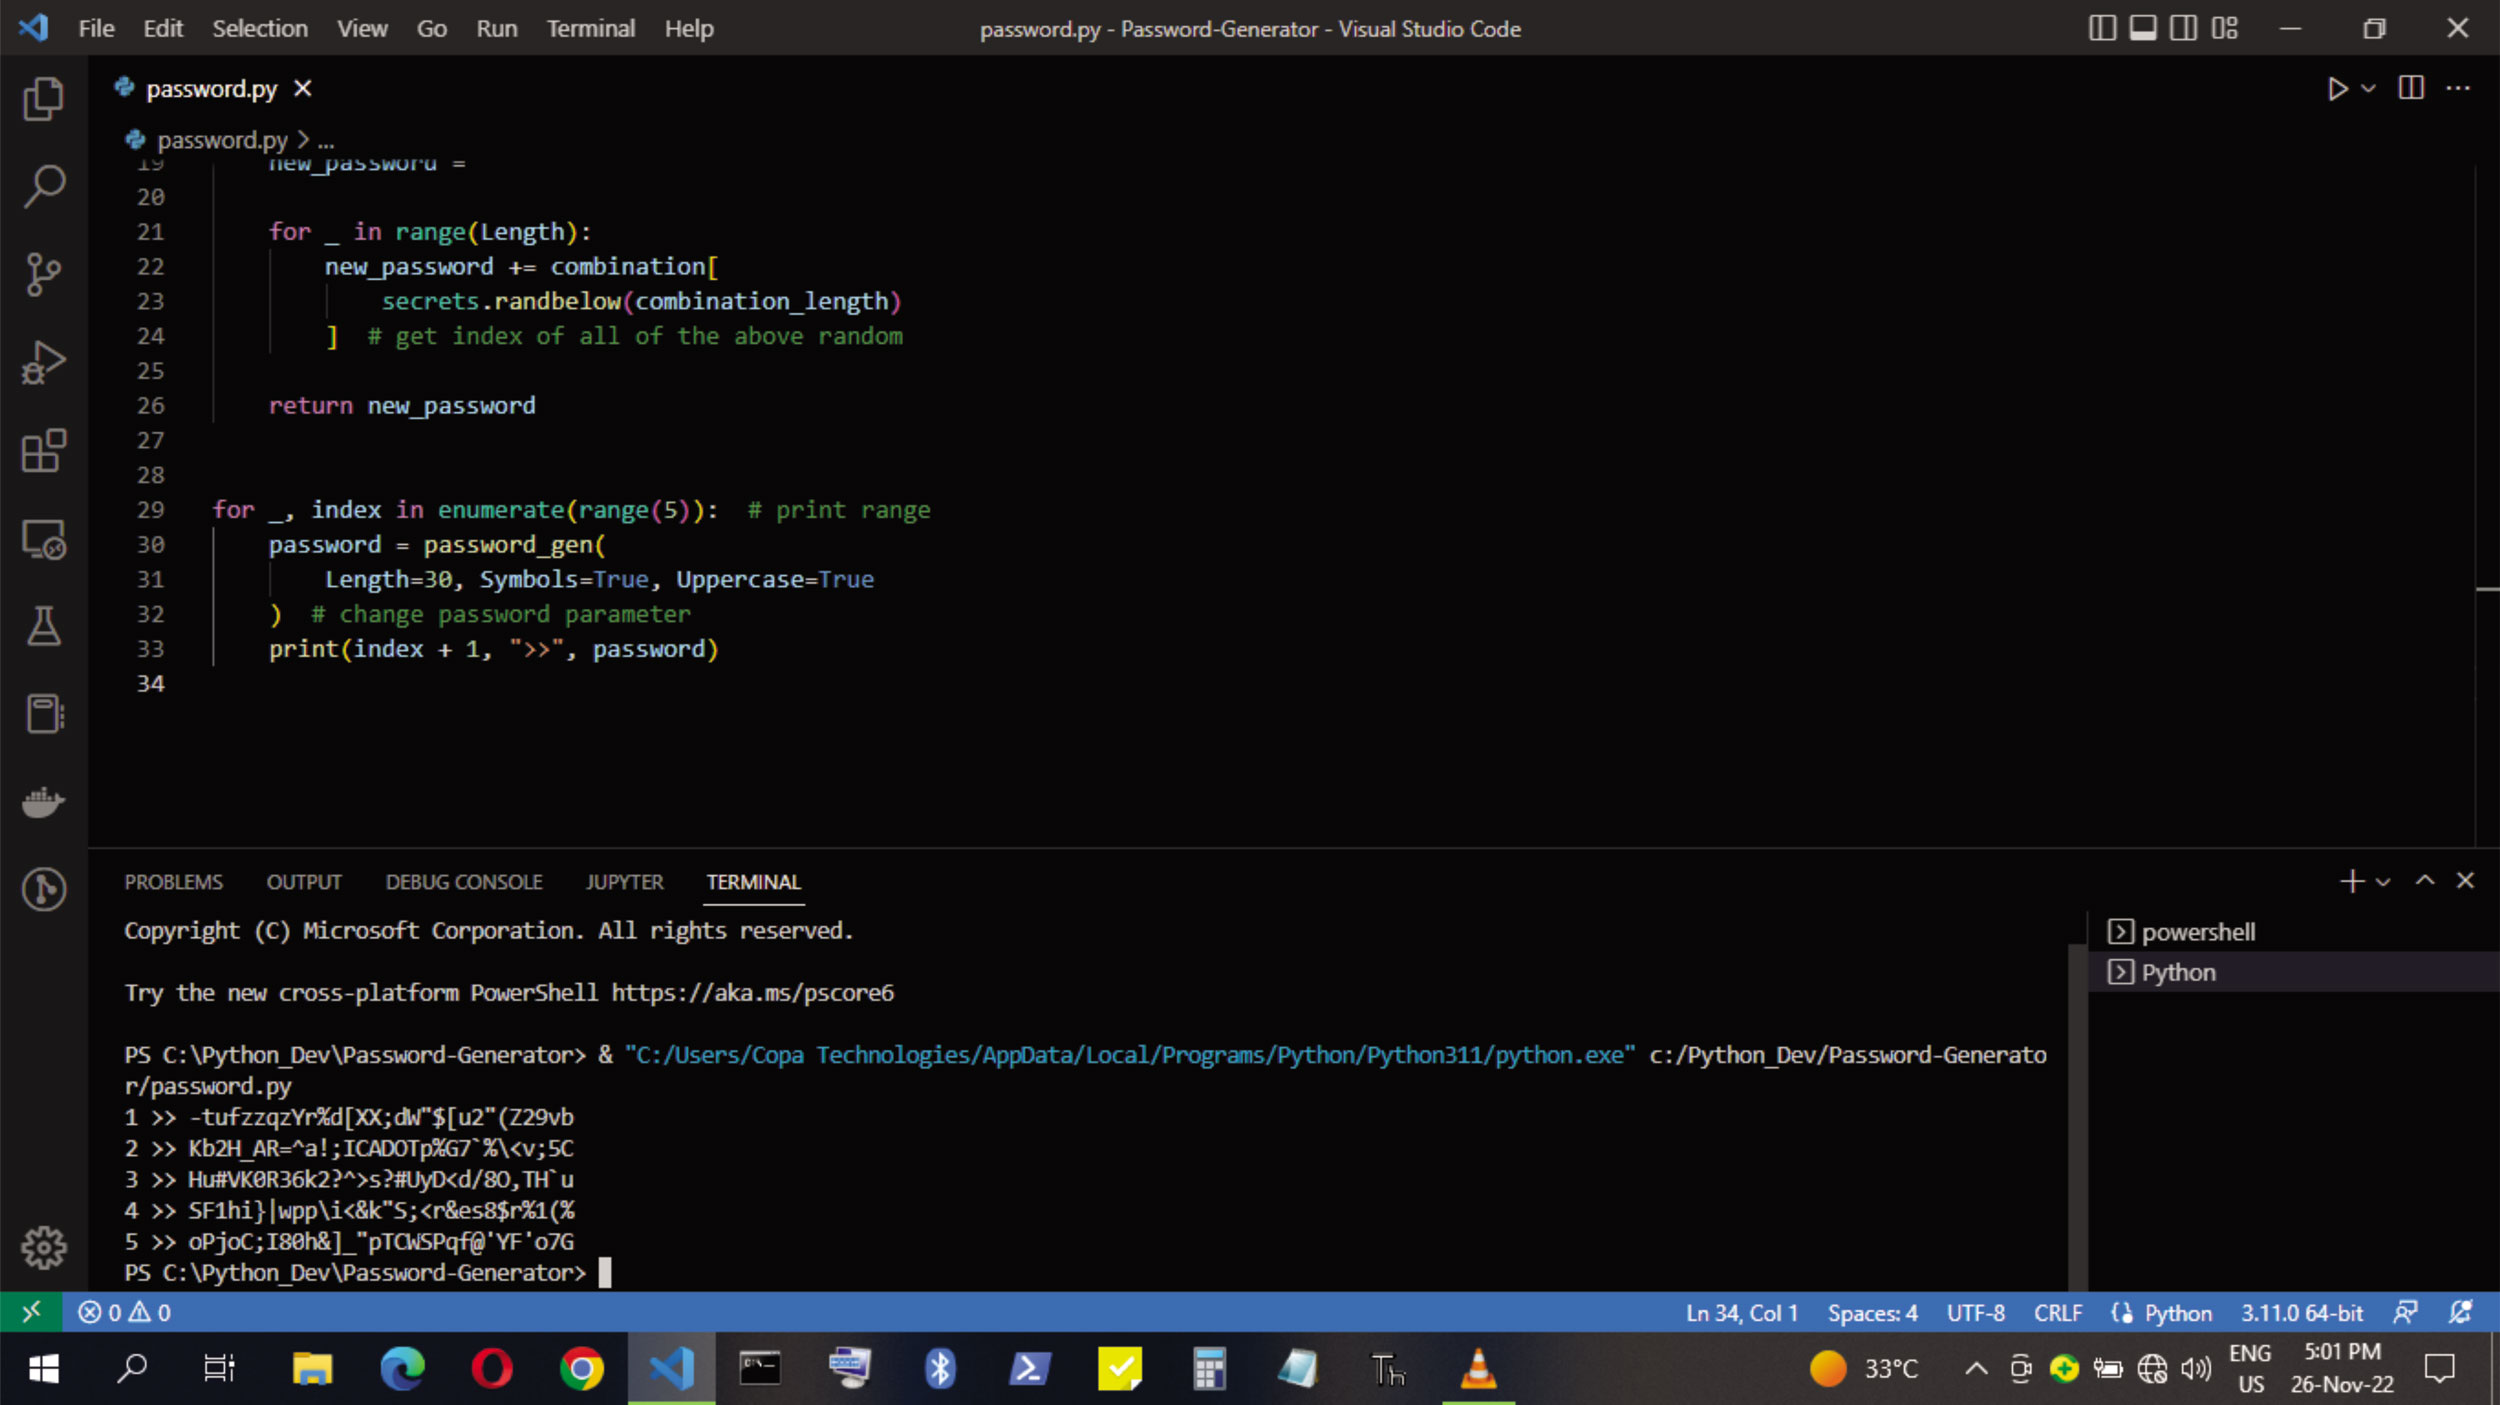 File Edit Selection View Go Run Terminal Help password.py - Password-Generator - Visual Studio Code
password.py
password.py > ...
19 new_password =
20
21 for _ in range(Length):
22 new_password += combination[
23 secrets.randbelow(combination_length)
24 ] # get index of all of the above random
25
26 return new_password
27
28
29 for _, index in enumerate(range(5)): # print range
30 password = password_gen(
31 Length=30, Symbols=True, Uppercase=True
32 ) # change password parameter
33 print(index + 1, ">>", password)
34
PROBLEMS OUTPUT DEBUG CONSOLE JUPYTER TERMINAL
Copyright (C) Microsoft Corporation. All rights reserved.
Try the new cross-platform PowerShell https://aka.ms/pscore6
PS C:\Python_Dev\Password-Generator> & "C:/Users/Copa Technologies/AppData/Local/Programs/Python/Python311/python.exe" c:/Python_Dev/Password-Generato
r/password.py
1 >> -tufzzqzYr%d[XX;dW"$[u2"(Z29vb
2 >> Kb2H_AR=^a!;ICADOTp%G7`%\<v;5C
3 >> Hu#VK0R36k2?^>s?#UyD<d/8O,TH`u
4 >> SF1hi}|wpp\i<&k"S;<r&es8$r%1(%
5 >> oPjoC;I80h&]_"pTCWSPqf@'YF'o7G
PS C:\Python_Dev\Password-Generator>
powershell
Python
0 0 Ln 34, Col 1 Spaces: 4 UTF-8 CRLF Python 3.11.0 64-bit
33°C ENG US 5:01 PM 26-Nov-22